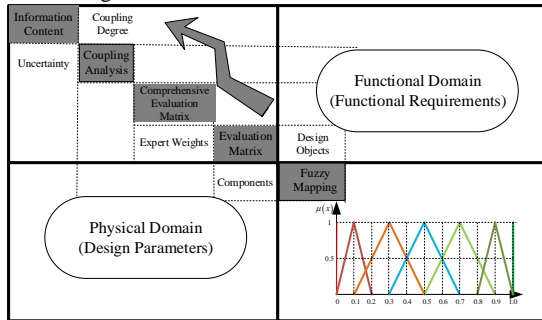 Information
Content
Coupling
Degree
Uncertainty
Coupling
Analysis
Comprehensive
Evaluation
Matrix
Expert Weights
Evaluation
Matrix
Design
Objects
Functional Domain
(Functional Requirements)
Components
Fuzzy
Mapping
Physical Domain
(Design Parameters)
μ(x)
1
0.5
0 0.1 0.2 0.3 0.4 0.5 0.6 0.7 0.8 0.9 1.0